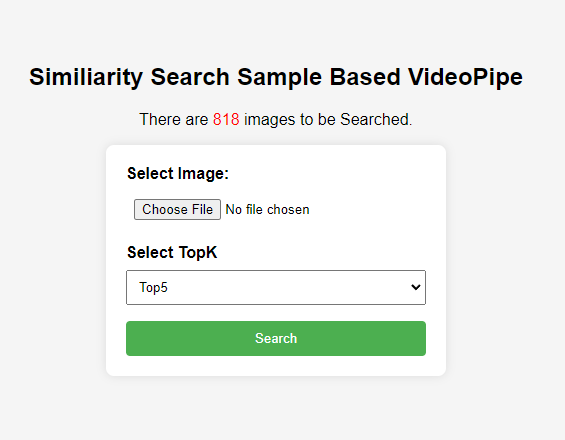 Similiarity Search Sample Based VideoPipe
There are 818 images to be Searched.
Select Image:
Choose File No file chosen
Select TopK
Top5
Search